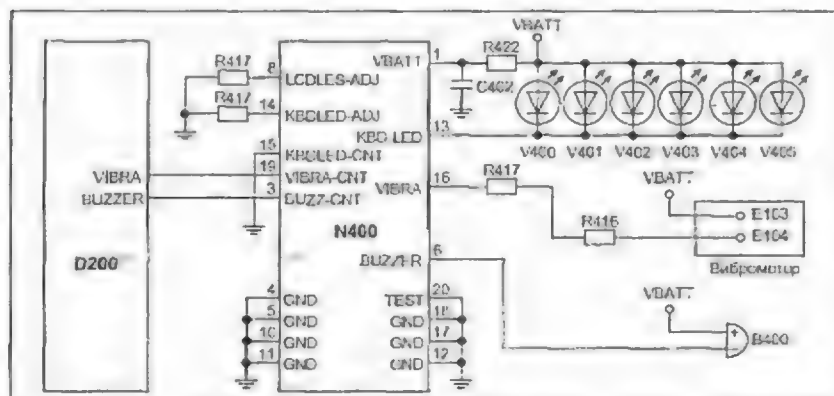 VBATT
R417
8
LCDLES-ADJ
VBATT
1
R422
R417
14
KBDLED-ADJ
C402
15
KBDLED-CNT
KBD-LED
13
V400 V401 V402 V403 V404 V405
VIBRA
19
VIBRA-CNT
VIBRA
16
R417
VBATT
BUZZER
3
BUZZ-CNT
E103
R416
E104
D200
N400
Вибромотор
BUZZER
6
VBATT
4
GND
TEST
20
5
GND
GND
18
B400
10
GND
GND
17
11
GND
GND
12